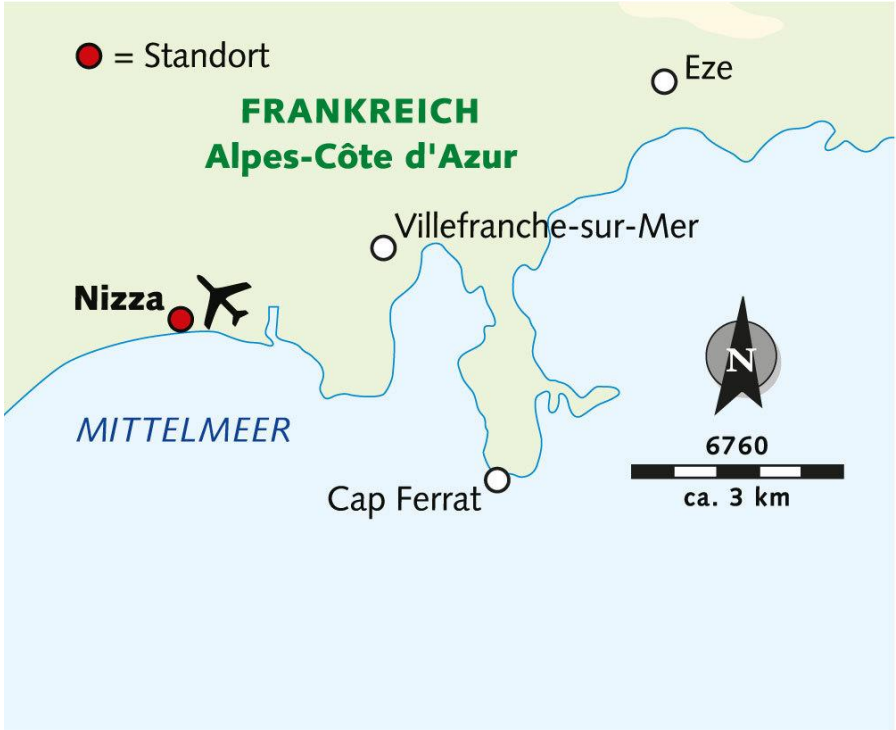 = Standort
Eze
FRANKREICH
Alpes-Côte d'Azur
Villefranche-sur-Mer
Nizza
N
MITTELMEER
6760
ca. 3 km
Cap Ferrat